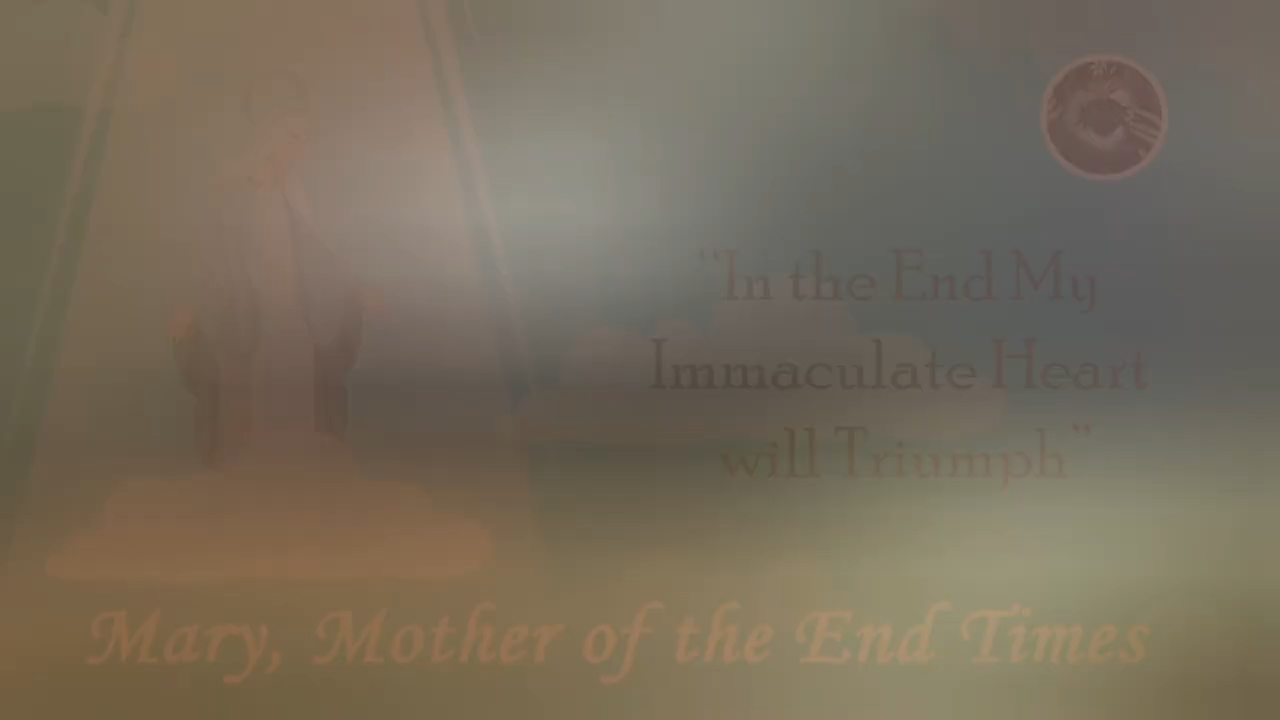 "In the End My
Immaculate Heart
will Triumph"
Mary, Mother of the End Times